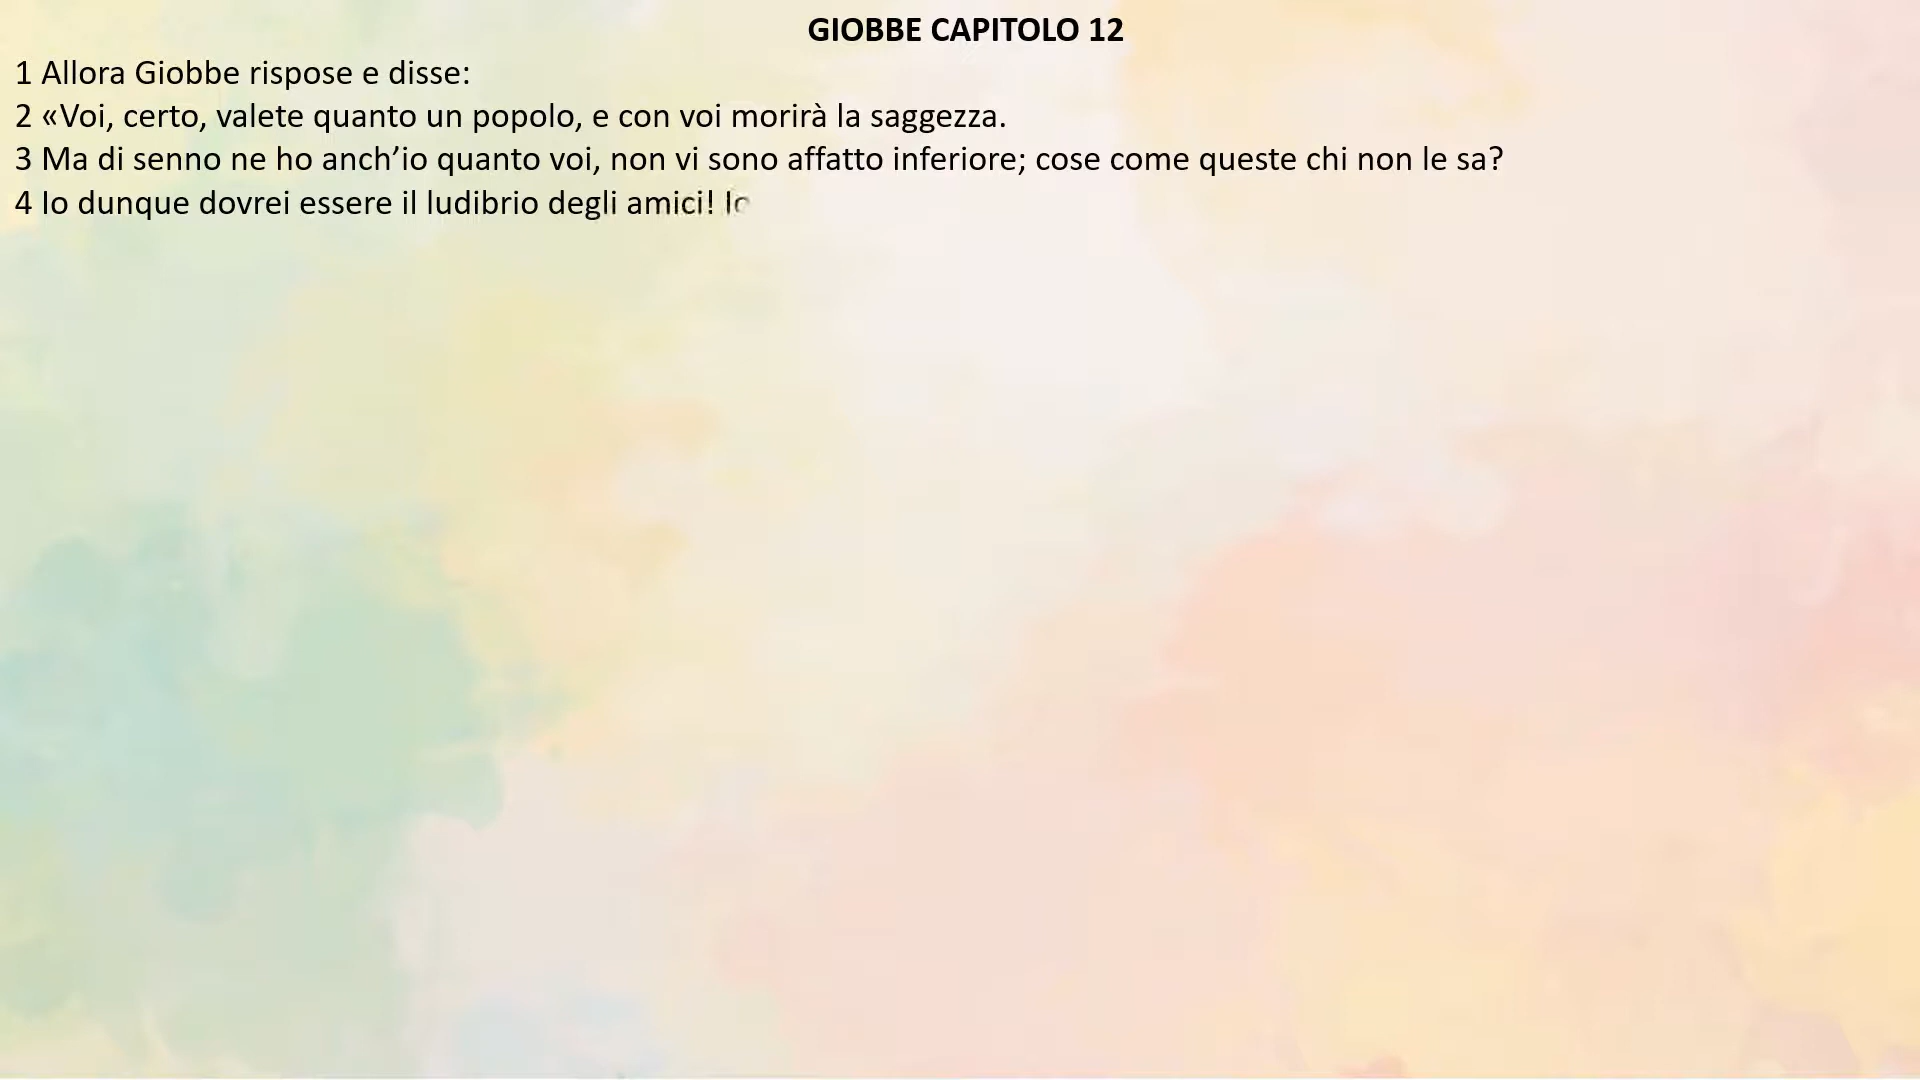 GIOBBE CAPITOLO 12
1 Allora Giobbe rispose e disse:
2 «Voi, certo, valete quanto un popolo, e con voi morirà la saggezza.
3 Ma di senno ne ho anch’io quanto voi, non vi sono affatto inferiore; cose come queste chi non le sa?
4 Io dunque dovrei essere il ludibrio degli amici! Io